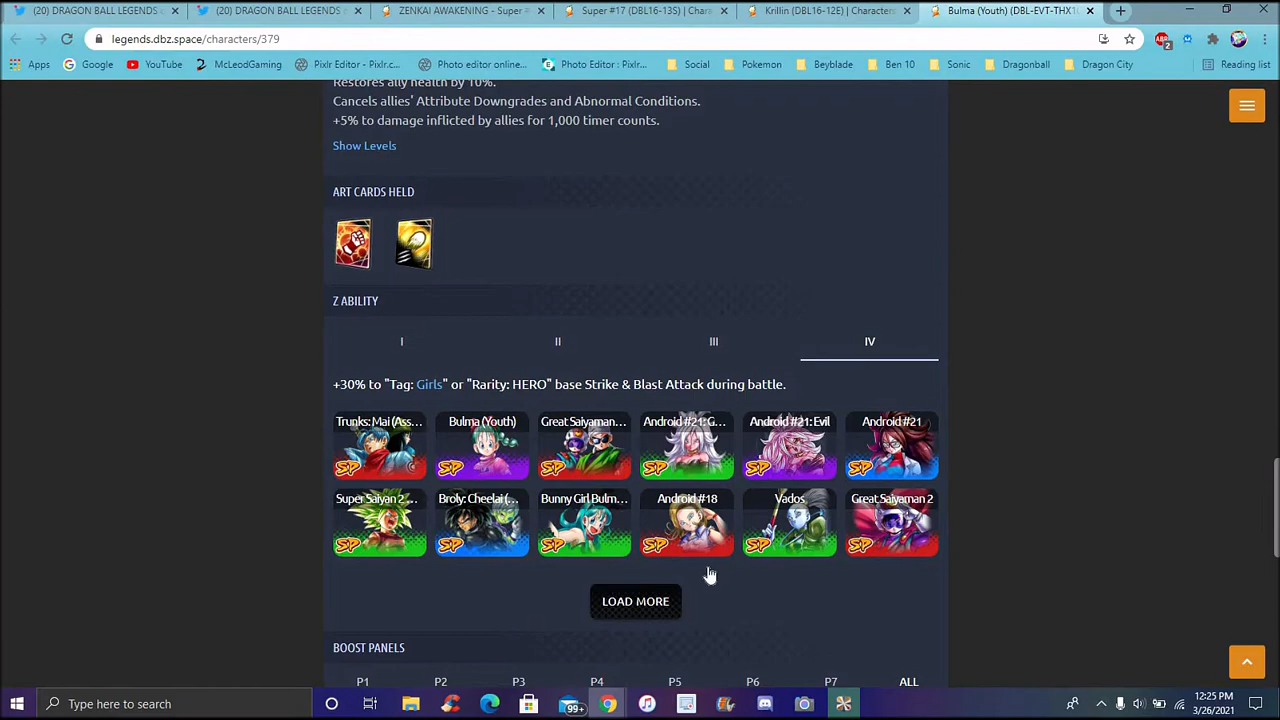 (20) DRAGON BALL LEGENDS
(20) DRAGON BALL LEGENDS
ZENKAI AWAKENING - Super
Super #17 (DBL16-13S) | Chara
Krillin (DBL16-12E) | Characters
Bulma (Youth) (DBL-EVT-THX1
legends.dbz.space/characters/379
2
Apps
Google
YouTube
McLeodGaming
Pixlr Editor - Pixlr.c...
Photo editor online...
Photo Editor : Pixlr...
Social
Pokemon
Beyblade
Ben 10
Sonic
Dragonball
Dragon City
Reading list
Restores ally health by 10%.
Cancels allies' Attribute Downgrades and Abnormal Conditions.
+5% to damage inflicted by allies for 1,000 timer counts.
Show Levels
ART CARDS HELD
Z ABILITY
I II III IV
+30% to "Tag: Girls" or "Rarity: HERO" base Strike & Blast Attack during battle.
Trunks: Mai (Ass... Bulma (Youth) Great Saiyaman... Android #21: G... Android #21: Evil Android #21
SP SP SP SP SP SP
Super Saiyan 2 ... Broly: Cheelai (... Bunny Girl Bulm... Android #18 Vados Great Saiyaman 2
SP SP SP SP SP SP
LOAD MORE
BOOST PANELS
P1 P2 P3 P4 P5 P6 P7 ALL
Type here to search
99+
12:25 PM
3/26/2021